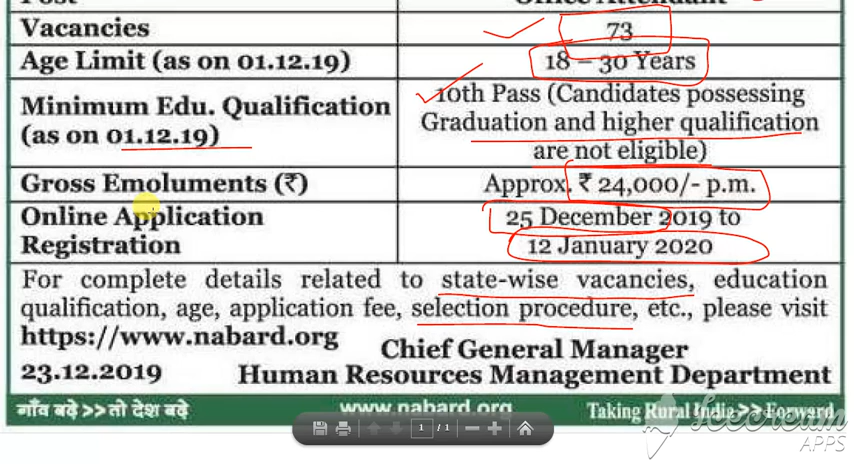 Post Office Attendant
Vacancies 73
Age Limit (as on 01.12.19) 18 – 30 Years
Minimum Edu. Qualification
(as on 01.12.19)
10th Pass (Candidates possessing
Graduation and higher qualification
are not eligible)
Gross Emoluments (₹) Approx. ₹ 24,000/- p.m.
Online Application
Registration
25 December 2019 to
12 January 2020
For complete details related to state-wise vacancies, education
qualification, age, application fee, selection procedure, etc., please visit
https://www.nabard.org
Chief General Manager
23.12.2019 Human Resources Management Department
गाँव बढ़े >> तो देश बढ़े www.nabard.org Taking Rural India >> Forward
1 / 1
Icecream
APPS